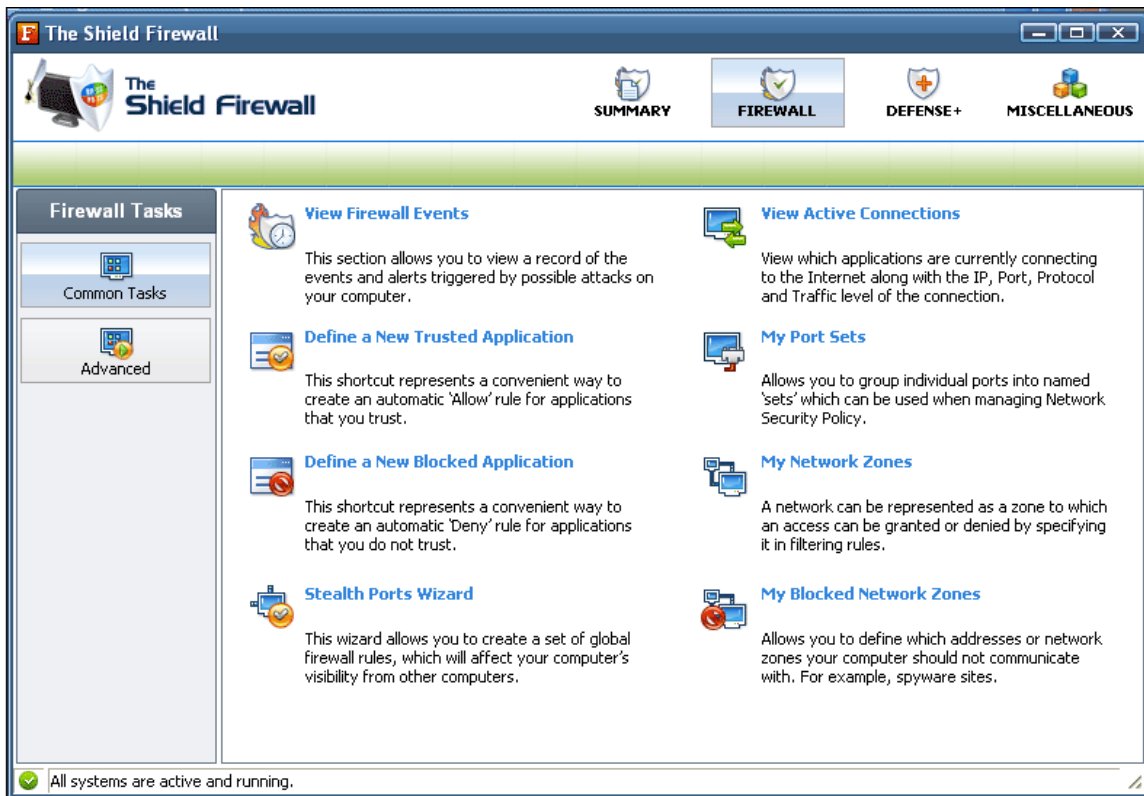 The Shield Firewall
The
Shield Firewall
SUMMARY
FIREWALL
DEFENSE+
MISCELLANEOUS
Firewall Tasks
Common Tasks
Advanced
View Firewall Events
This section allows you to view a record of the
events and alerts triggered by possible attacks on
your computer.
Define a New Trusted Application
This shortcut represents a convenient way to
create an automatic 'Allow' rule for applications
that you trust.
Define a New Blocked Application
This shortcut represents a convenient way to
create an automatic 'Deny' rule for applications
that you do not trust.
Stealth Ports Wizard
This wizard allows you to create a set of global
firewall rules, which will affect your computer's
visibility from other computers.
View Active Connections
View which applications are currently connecting
to the Internet along with the IP, Port, Protocol
and Traffic level of the connection.
My Port Sets
Allows you to group individual ports into named
'sets' which can be used when managing Network
Security Policy.
My Network Zones
A network can be represented as a zone to which
an access can be granted or denied by specifying
it in filtering rules.
My Blocked Network Zones
Allows you to define which addresses or network
zones your computer should not communicate
with. For example, spyware sites.
All systems are active and running.